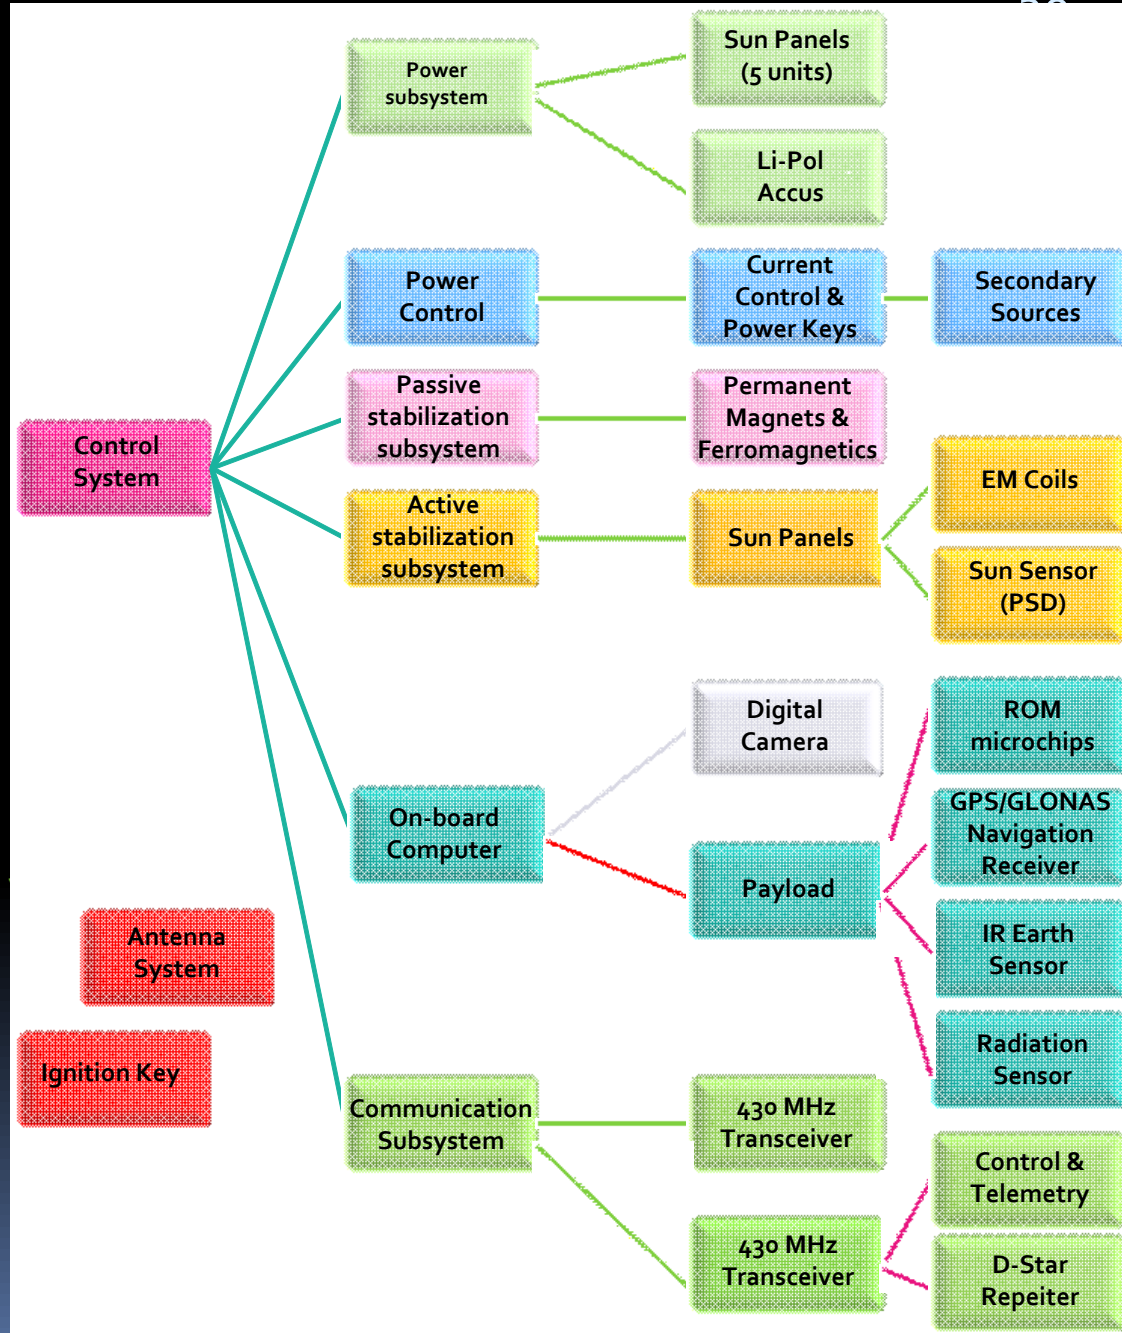 Power
subsystem
Sun Panels
(5 units)
Li-Pol
Accus
Power
Control
Current
Control &
Power Keys
Secondary
Sources
Passive
stabilization
subsystem
Permanent
Magnets &
Ferromagnetics
Control
System
Active
stabilization
subsystem
Sun Panels
EM Coils
Sun Sensor
(PSD)
Digital
Camera
ROM
microchips
On-board
Computer
Payload
GPS/GLONAS
Navigation
Receiver
IR Earth
Sensor
Radiation
Sensor
Antenna
System
Ignition Key
Communication
Subsystem
430 MHz
Transceiver
430 MHz
Transceiver
Control &
Telemetry
D-Star
Repeiter